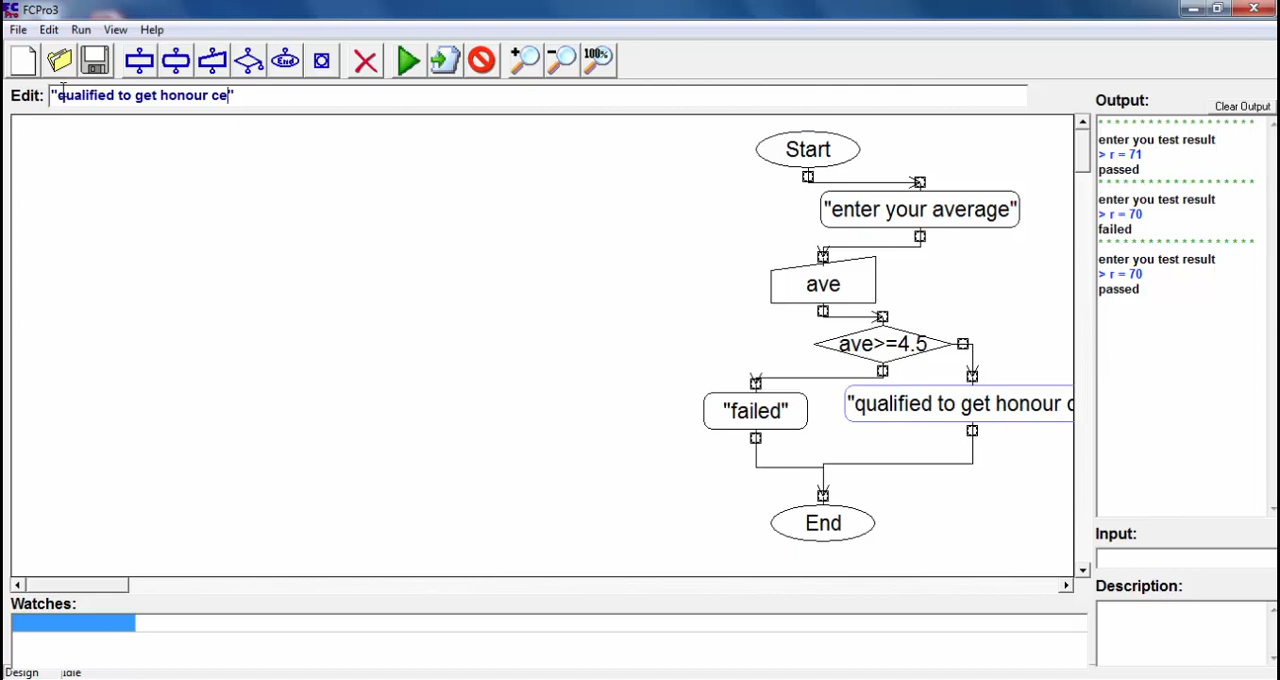 FCPro3
File Edit Run View Help
End
100%
Edit: "qualified to get honour ce"
Output:
Clear Output
* * * * * * * * * * * * * * * * * * *
enter you test result
> r = 71
passed
* * * * * * * * * * * * * * * * * * *
enter you test result
> r = 70
failed
* * * * * * * * * * * * * * * * * * *
enter you test result
> r = 70
passed
Start
"enter your average"
ave
ave>=4.5
"failed"
"qualified to get honour c
End
Input:
Description:
Watches:
Design Idle